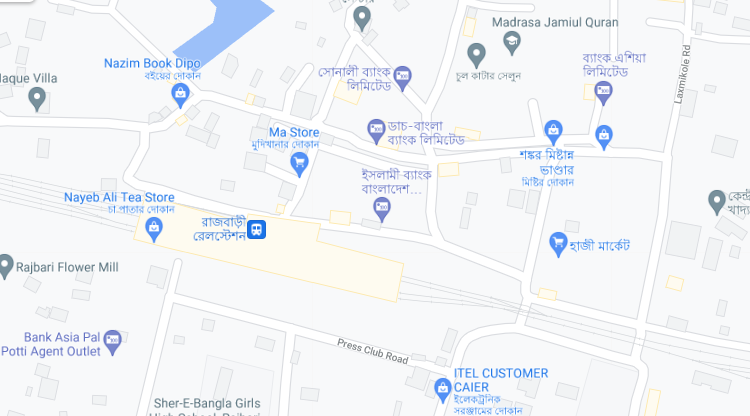 Madrasa Jamiul Quran
Nazim Book Dipo
বইয়ের দোকান
সোনালী ব্যাংক
লিমিটেড
চুল কাটার সেলুন
ব্যাংক এশিয়া
লিমিটেড
Laxmikole Rd
Haque Villa
Ma Store
মুদিখানার দোকান
ডাচ-বাংলা
ব্যাংক লিমিটেড
শঙ্কর মিষ্টান্ন
ভাণ্ডার
মিষ্টির দোকান
ইসলামী ব্যাংক
বাংলাদেশ...
Nayeb Ali Tea Store
চা পাতার দোকান
রাজবাড়ী
রেলস্টেশন
হাজী মার্কেট
Rajbari Flower Mill
Bank Asia Pal
Potti Agent Outlet
Press Club Road
ITEL CUSTOMER
CAIER
ইলেকট্রনিক
সরঞ্জামের দোকান
Sher-E-Bangla Girls